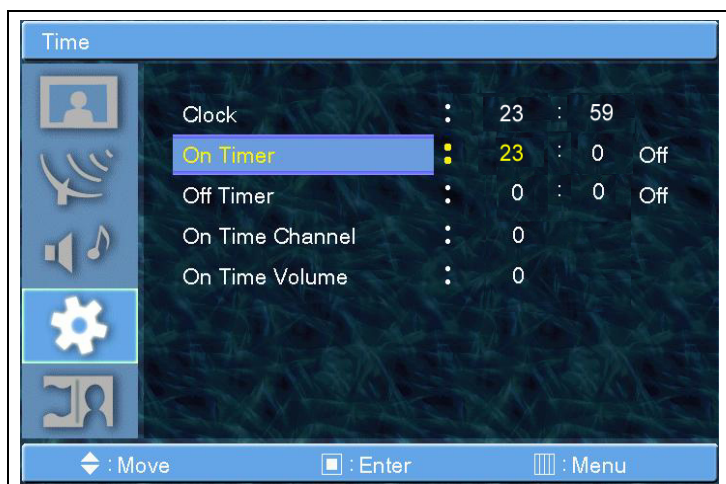 Time
Clock : 23 : 59
On Timer : 23 : 0 Off
Off Timer : 0 : 0 Off
On Time Channel : 0
On Time Volume : 0
: Move : Enter : Menu